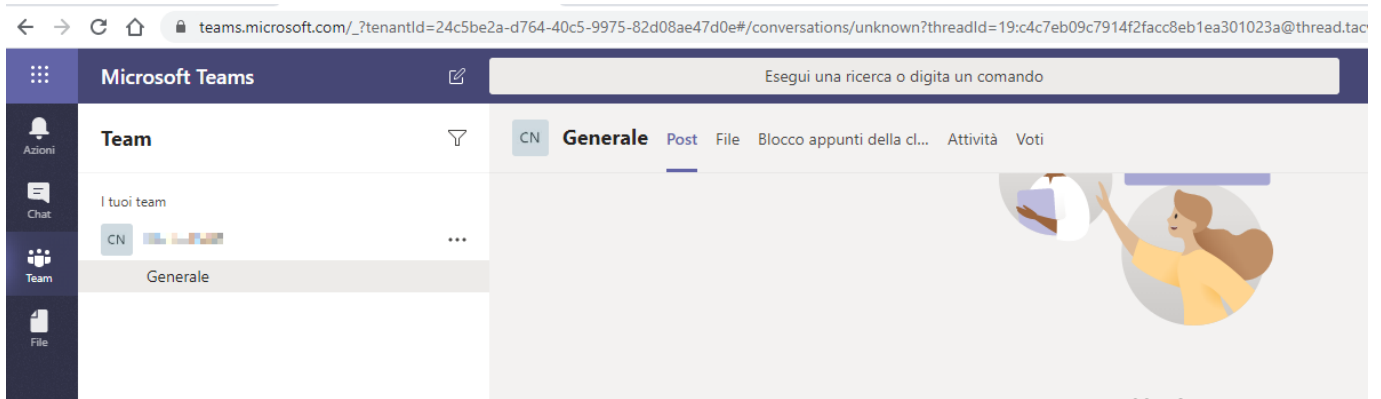 teams.microsoft.com/_?tenantId=24c5be2a-d764-40c5-9975-82d08ae47d0e#/conversations/unknown?threadId=19:c4c7eb09c7914f2facc8eb1ea301023a@thread.tac
Microsoft Teams
Esegui una ricerca o digita un comando
Azioni
Chat
Team
File
Team
I tuoi team
CN
Generale
CN Generale Post File Blocco appunti della cl... Attività Voti